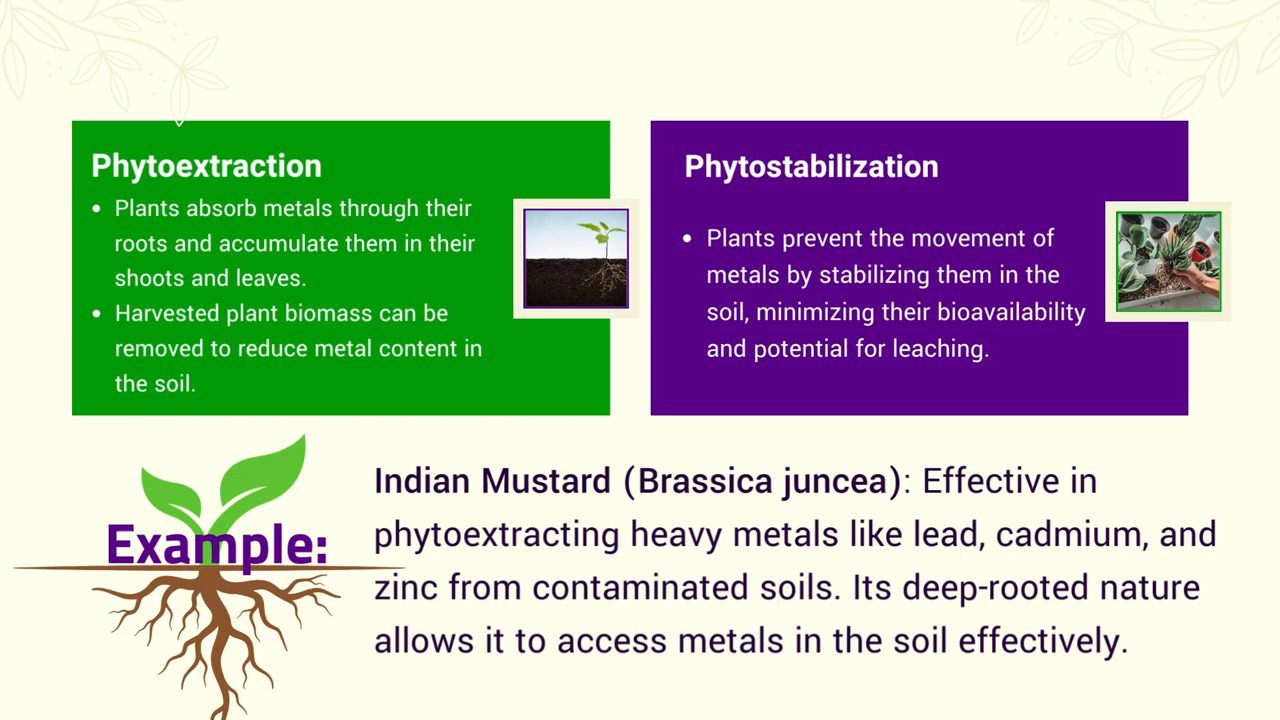 Phytoextraction
• Plants absorb metals through their
roots and accumulate them in their
shoots and leaves.
• Harvested plant biomass can be
removed to reduce metal content in
the soil.
Phytostabilization
• Plants prevent the movement of
metals by stabilizing them in the
soil, minimizing their bioavailability
and potential for leaching.
Example:
Indian Mustard (Brassica juncea): Effective in
phytoextracting heavy metals like lead, cadmium, and
zinc from contaminated soils. Its deep-rooted nature
allows it to access metals in the soil effectively.